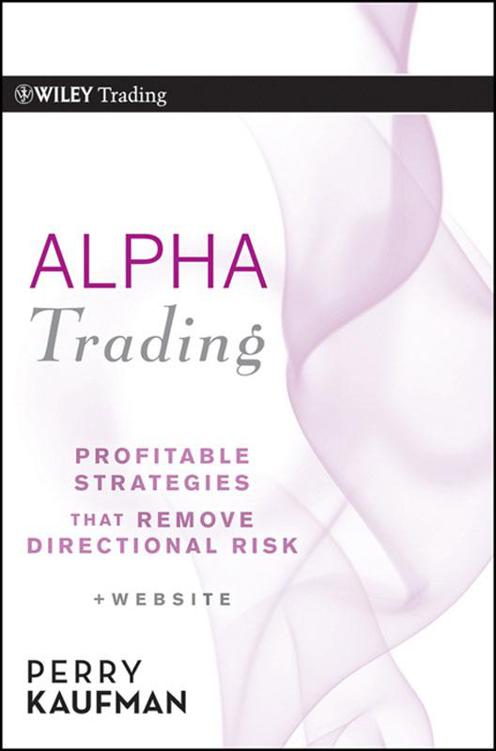 WILEY Trading
ALPHA
Trading
PROFITABLE
STRATEGIES
THAT REMOVE
DIRECTIONAL RISK
+ WEBSITE
PERRY
KAUFMAN